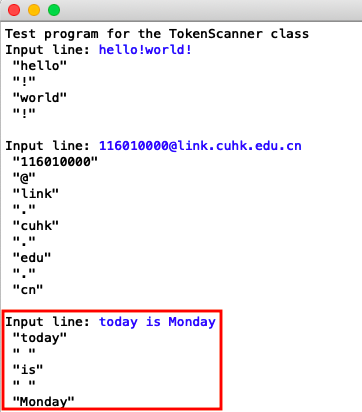 Test program for the TokenScanner class
Input line: hello!world!
"hello"
"!"
"world"
"!"
Input line: 116010000@link.cuhk.edu.cn
"116010000"
"@"
"link"
"."
"cuhk"
"."
"edu"
"."
"cn"
Input line: today is Monday
"today"
" "
"is"
" "
"Monday"